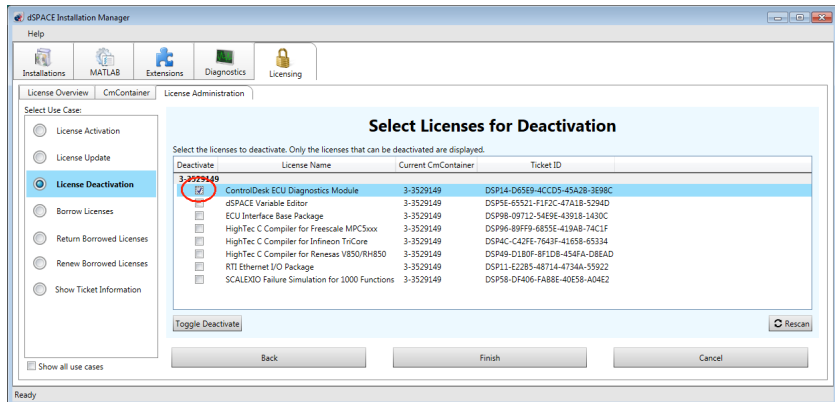 dSPACE Installation Manager
Help
Installations MATLAB Extensions Diagnostics Licensing
License Overview CmContainer License Administration
Select Use Case:
License Activation
License Update
License Deactivation
Borrow Licenses
Return Borrowed Licenses
Renew Borrowed Licenses
Show Ticket Information
Show all use cases
Select Licenses for Deactivation
Select the licenses to deactivate. Only the licenses that can be deactivated are displayed.
Deactivate License Name Current CmContainer Ticket ID
3-3529149
ControlDesk ECU Diagnostics Module 3-3529149 DSP14-D65E9-4CCD5-45A2B-3E98C
dSPACE Variable Editor 3-3529149 DSP5E-65521-F1F2C-47A1B-5294D
ECU Interface Base Package 3-3529149 DSP9B-09712-54E9E-43918-1430C
HighTec C Compiler for Freescale MPC5xxx 3-3529149 DSP96-89FF9-6855E-419AB-74C1F
HighTec C Compiler for Infineon TriCore 3-3529149 DSP4C-C42FE-7643F-41658-65334
HighTec C Compiler for Renesas V850/RH850 3-3529149 DSP49-D1B0F-8F1DB-454FA-D8EAD
RTI Ethernet I/O Package 3-3529149 DSP11-E22B5-48714-4734A-55922
SCALEXIO Failure Simulation for 1000 Functions 3-3529149 DSP58-DF406-FAB8E-40E58-A04E2
Toggle Deactivate Rescan
Back Finish Cancel
Ready